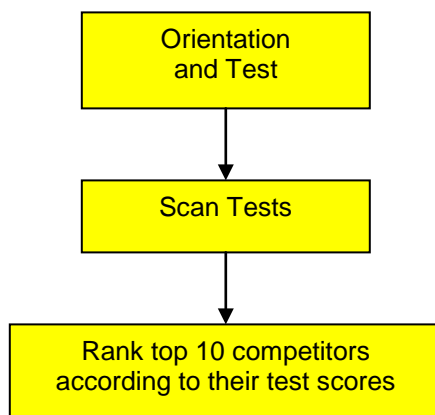 Orientation
and Test
Scan Tests
Rank top 10 competitors
according to their test scores